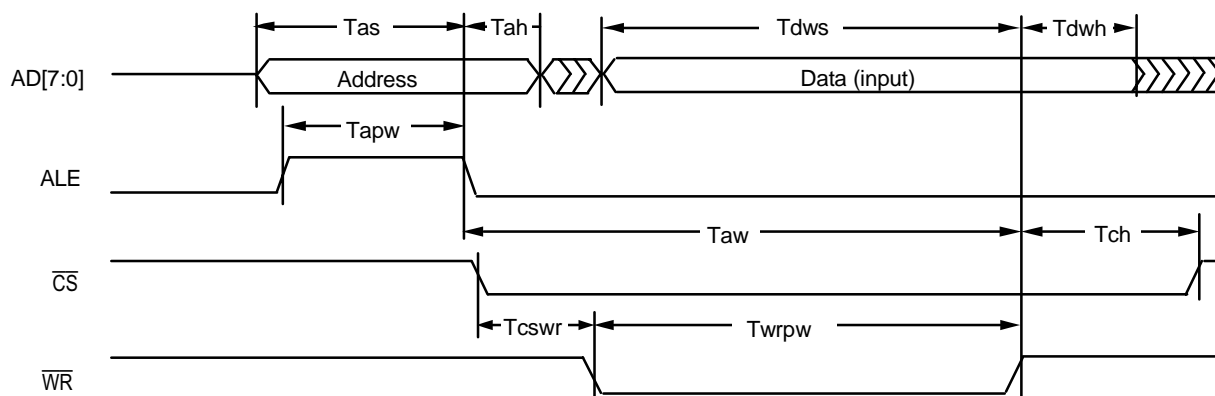 Tas Tah Tdws Tdwh
AD[7:0] Address Data (input)
Tapw
ALE
Taw Tch
CS
Tcswr Twrpw
WR